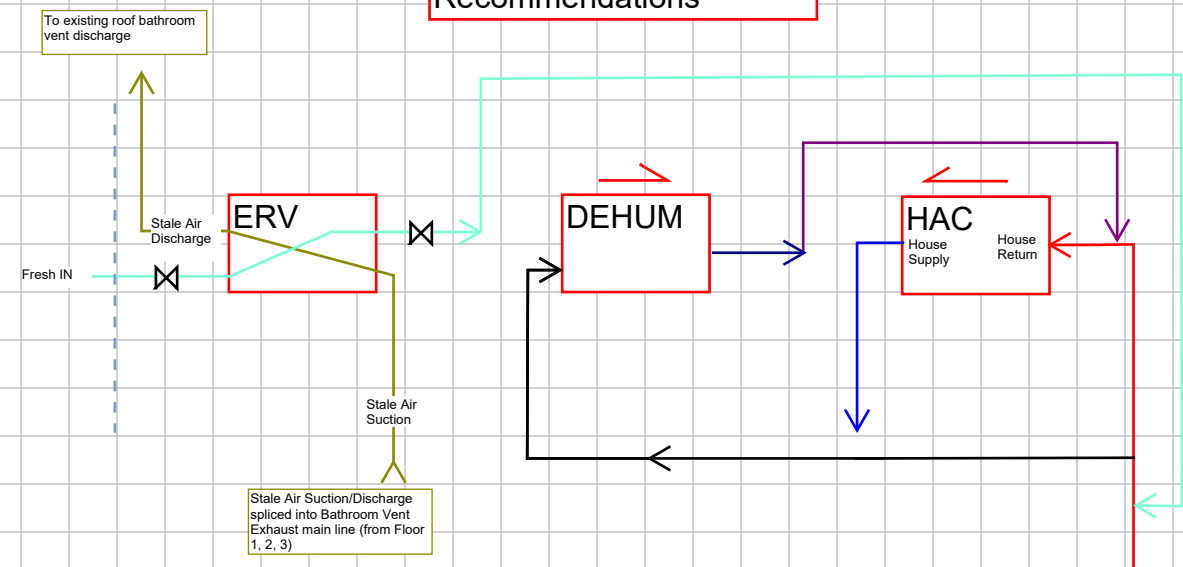 Recommendations
To existing roof bathroom
vent discharge
Stale Air
Discharge
ERV
DEHUM
HAC
House
Supply
House
Return
Fresh IN
Stale Air
Suction
Stale Air Suction/Discharge
spliced into Bathroom Vent
Exhaust main line (from Floor
1, 2, 3)